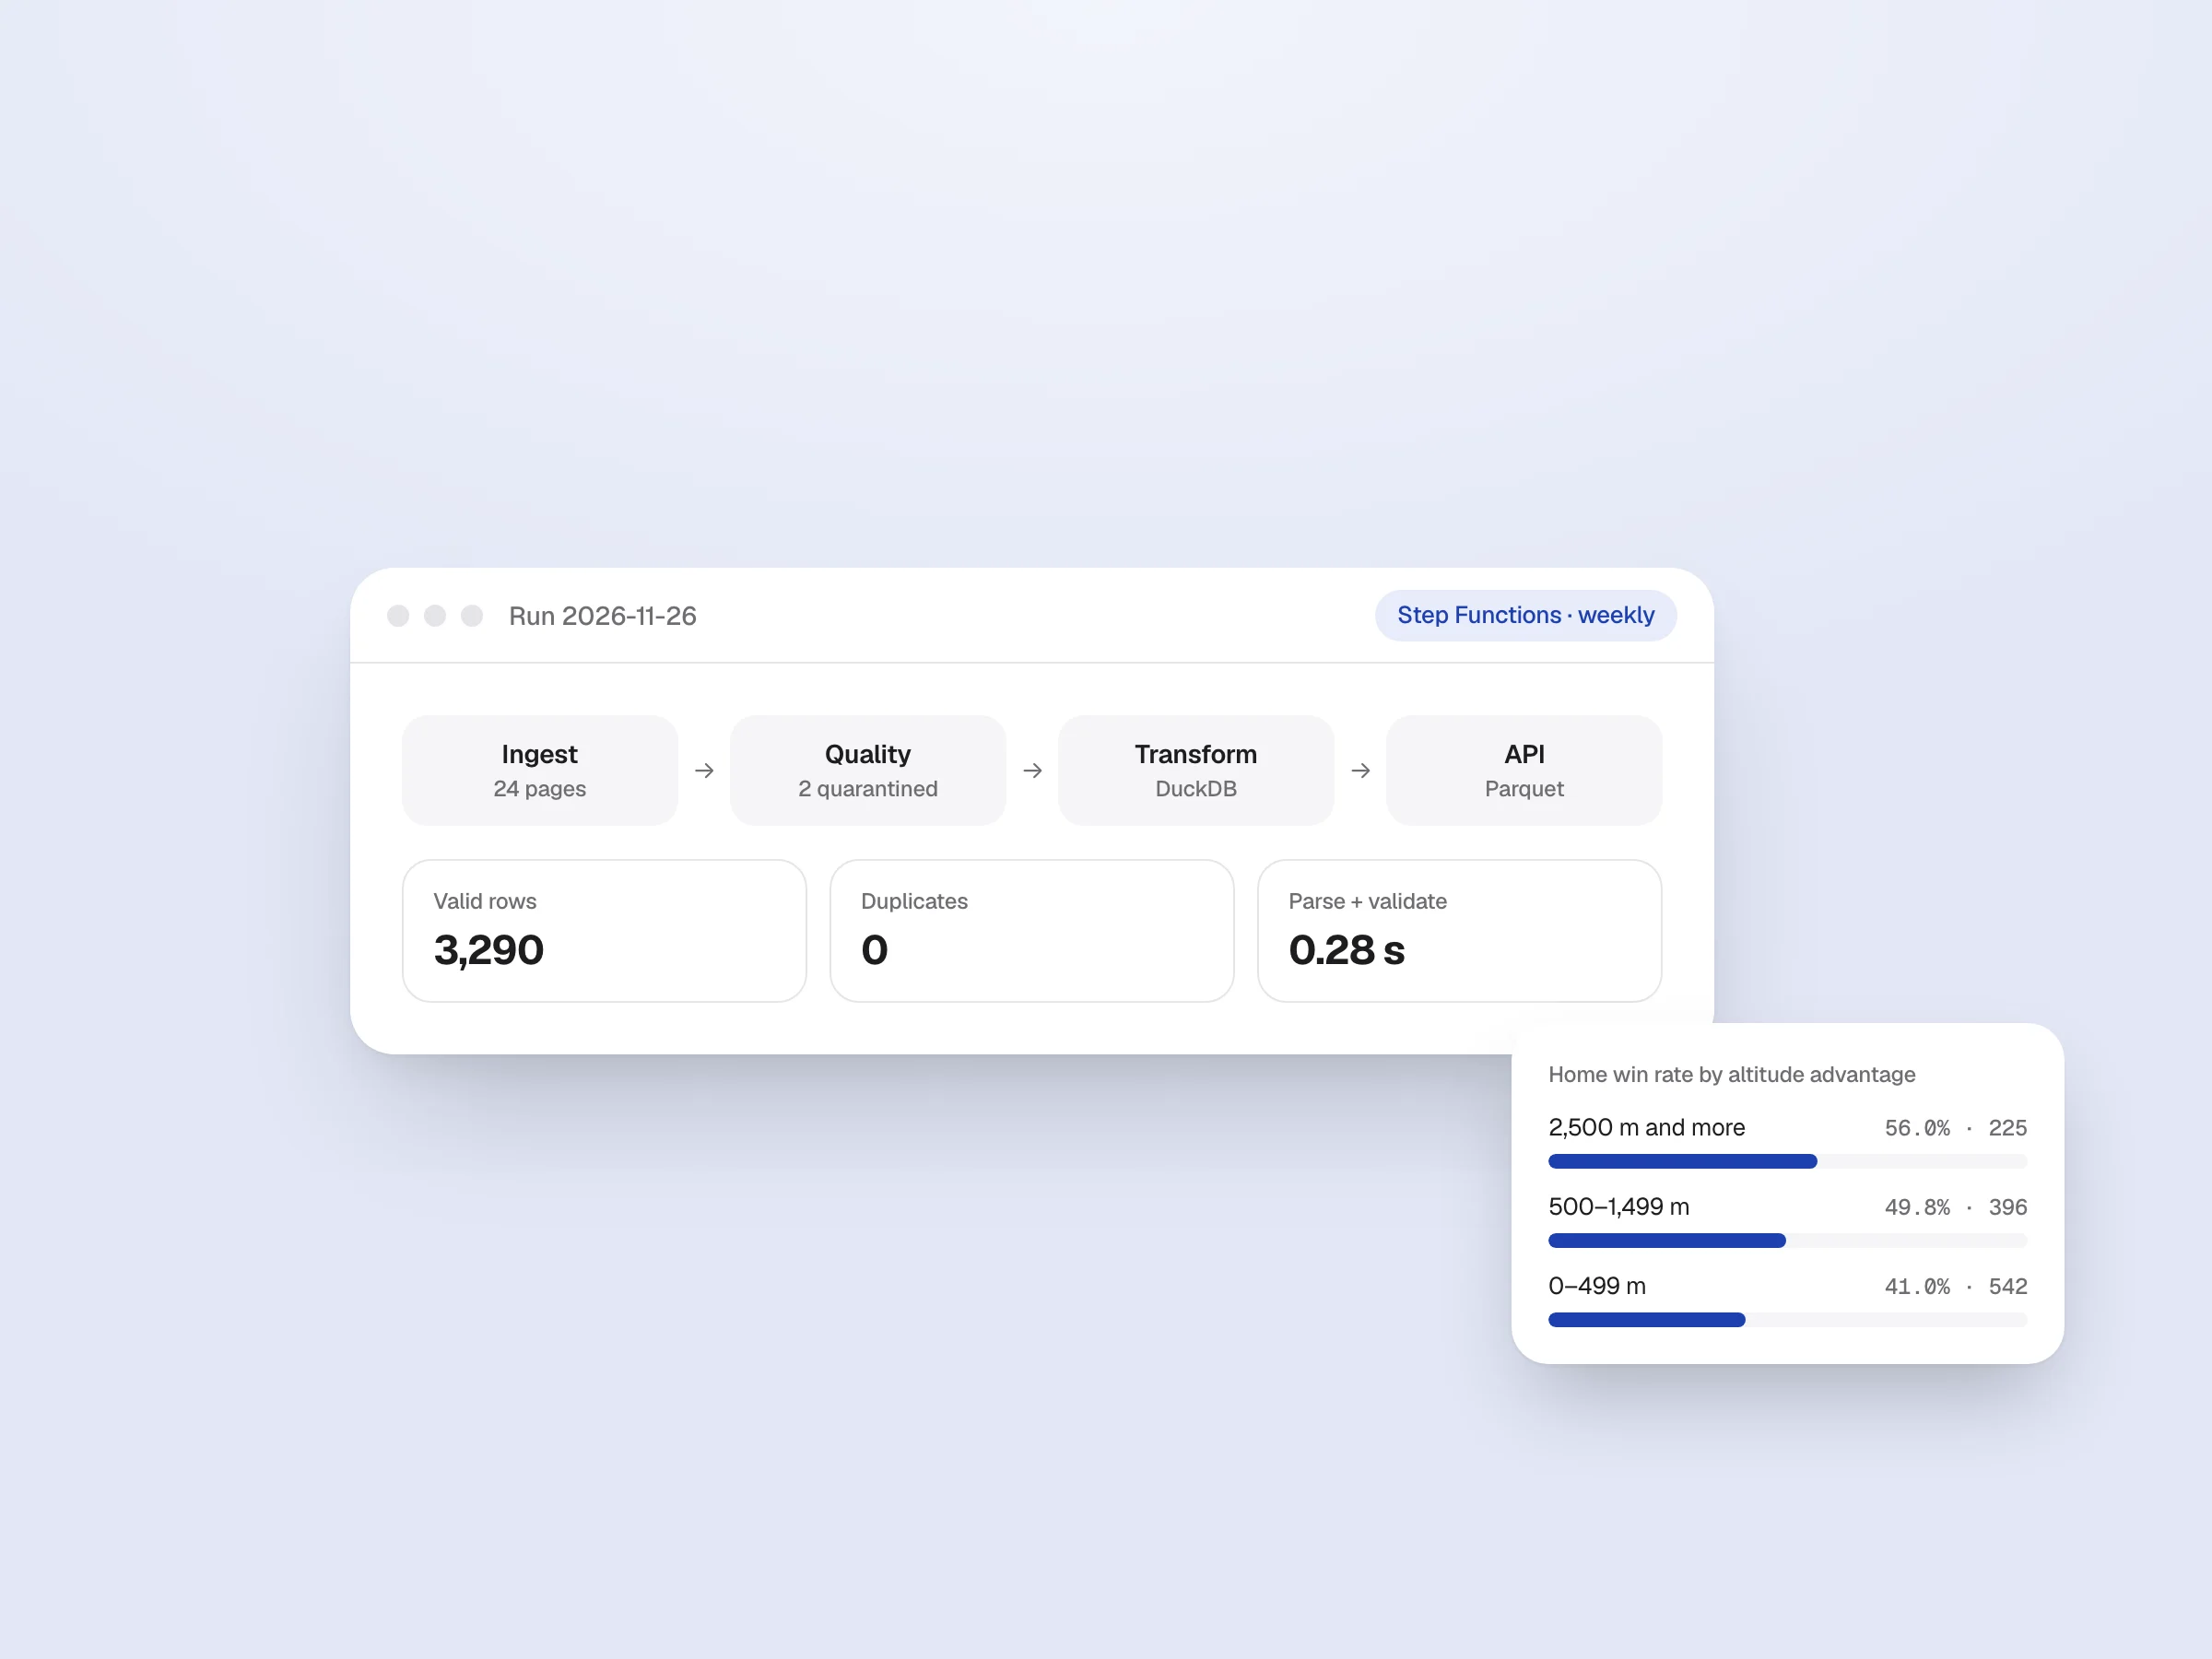 Run 2026-11-26
Step Functions · weekly
Ingest
24 pages
→
Quality
2 quarantined
→
Transform
DuckDB
→
API
Parquet
Valid rows
3,290
Duplicates
0
Parse + validate
0.28 s
Home win rate by altitude advantage
2,500 m and more 56.0% · 225
500–1,499 m 49.8% · 396
0–499 m 41.0% · 542